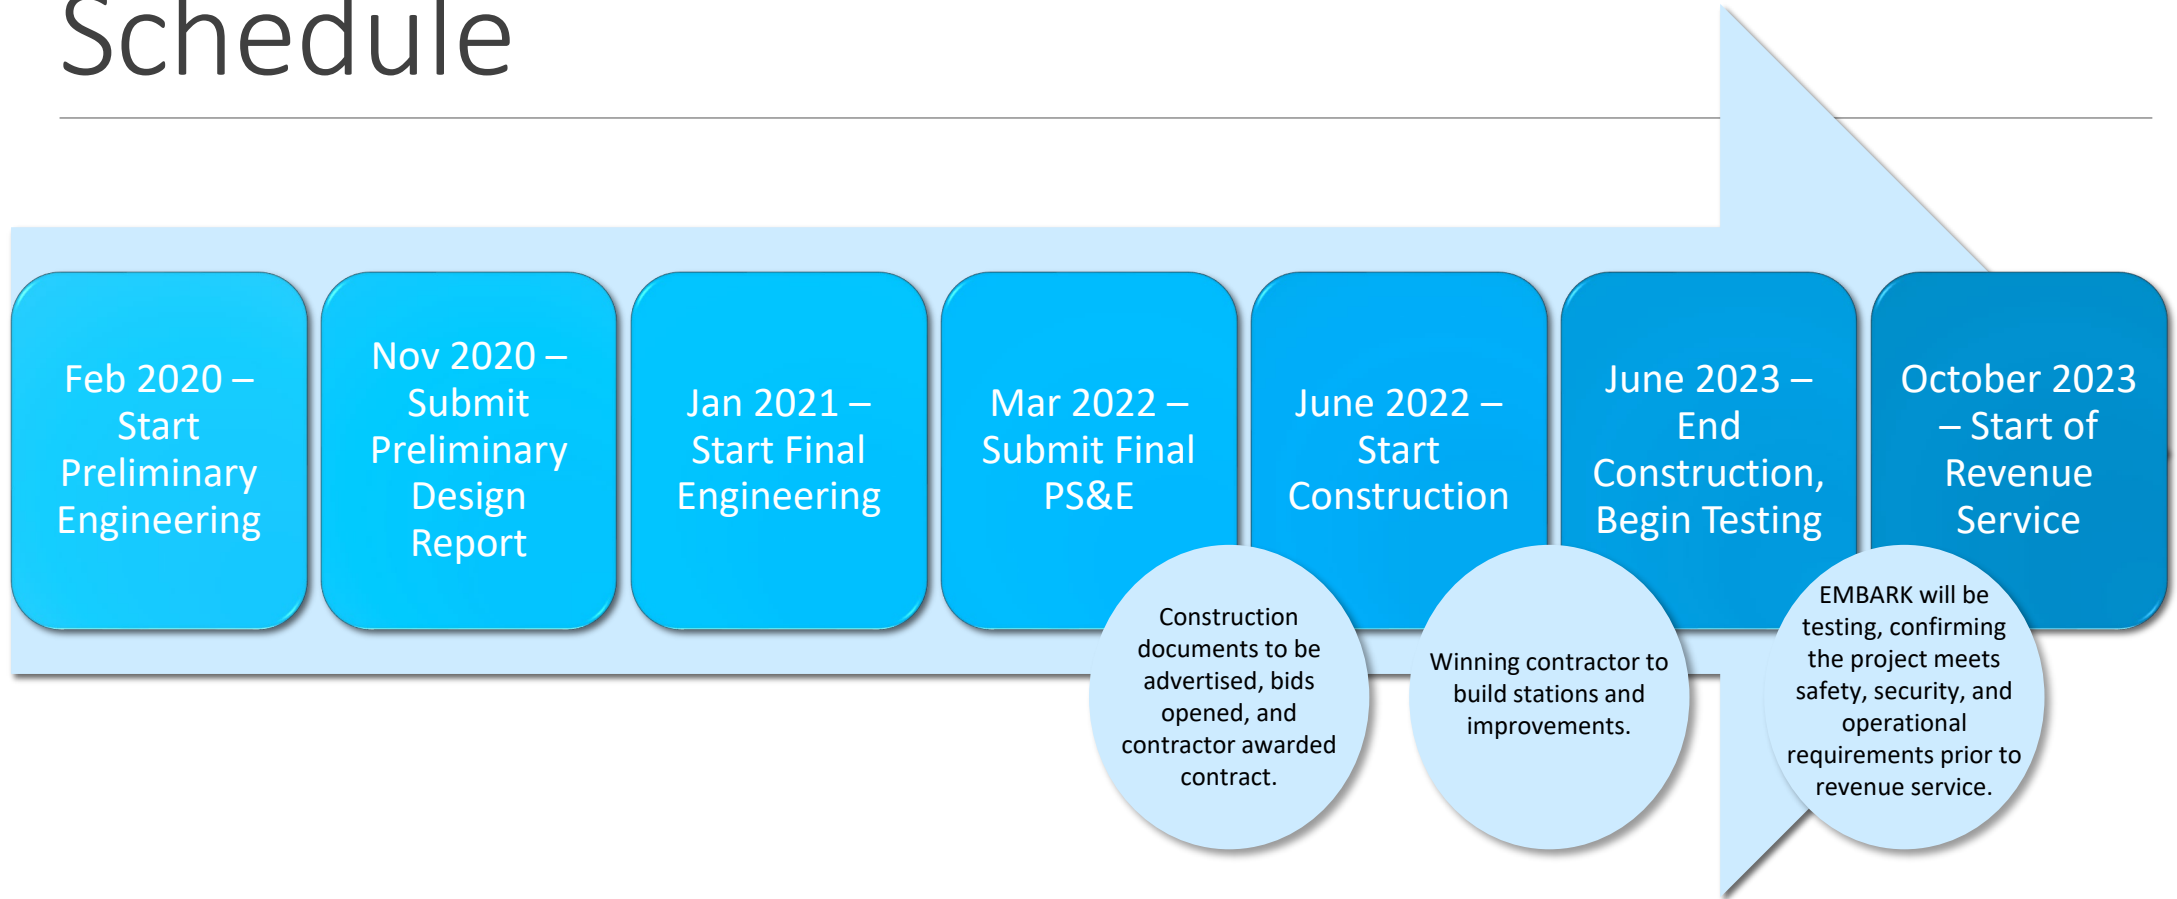 Schedule
Feb 2020 –
Start
Preliminary
Engineering
Nov 2020 –
Submit
Preliminary
Design
Report
Jan 2021 –
Start Final
Engineering
Mar 2022 –
Submit Final
PS&E
June 2022 –
Start
Construction
June 2023 –
End
Construction,
Begin Testing
October 2023
– Start of
Revenue
Service
Construction
documents to be
advertised, bids
opened, and
contractor awarded
contract.
Winning contractor to
build stations and
improvements.
EMBARK will be
testing, confirming
the project meets
safety, security, and
operational
requirements prior to
revenue service.